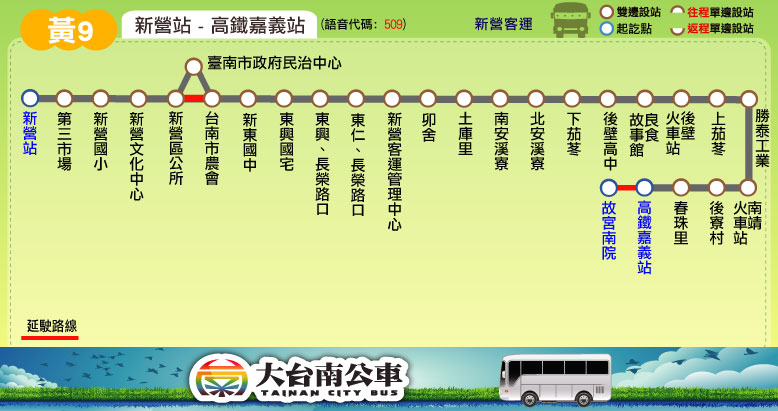 黃9
新營站 - 高鐵嘉義站
(語音代碼: 509)
新營客運
雙邊設站
起訖點
往程單邊設站
返程單邊設站
臺南市政府民治中心
新營站
第三市場
新營國小
新營文化中心
新營區公所
台南市農會
新東國中
東興國宅
東興、長榮路口
東仁、長榮路口
新營客運管理中心
卯舍
土庫里
南安溪寮
北安溪寮
下茄苳
後壁高中
良食
故事館
後壁
火車站
上茄苳
勝泰工業
南靖
火車站
後寮村
春珠里
高鐵嘉義站
故宮南院
延駛路線
大台南公車
TAINAN CITY BUS